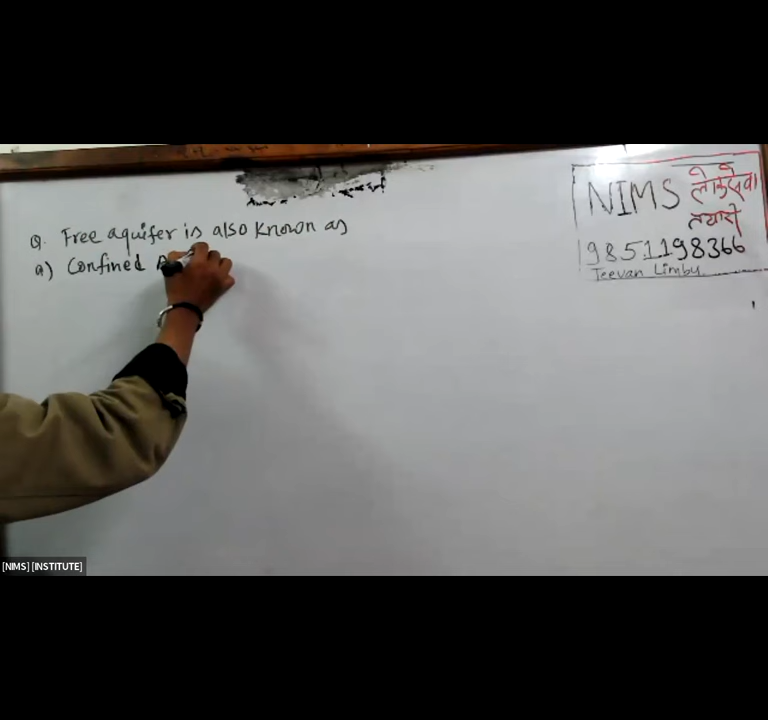 Q. Free aquifer is also known as
a) Confined A
NIMS लोकसेवा
तयारी
9851198366
Jeevan Limbu
[NIMS] [INSTITUTE]